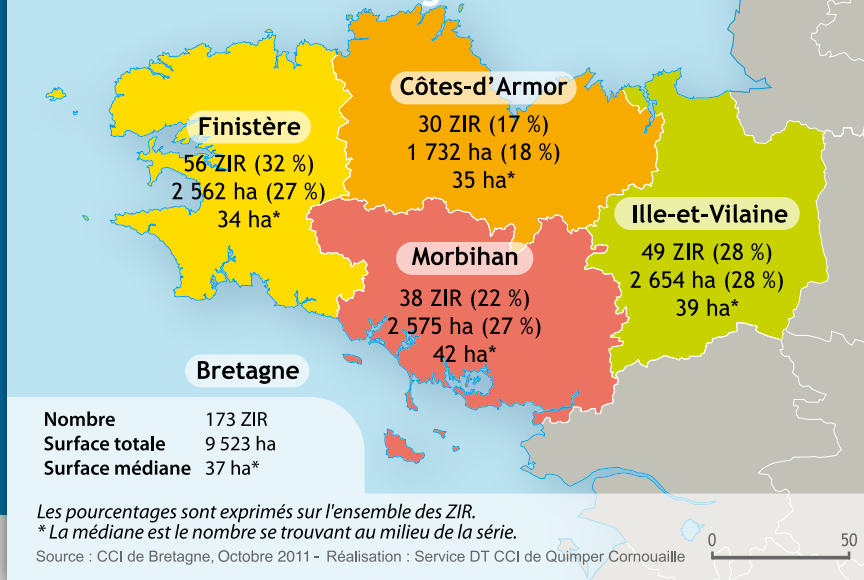 Côtes-d'Armor
30 ZIR (17 %)
1 732 ha (18 %)
35 ha*
Finistère
56 ZIR (32 %)
2 562 ha (27 %)
34 ha*
Ille-et-Vilaine
49 ZIR (28 %)
2 654 ha (28 %)
39 ha*
Morbihan
38 ZIR (22 %)
2 575 ha (27 %)
42 ha*
Bretagne
Nombre 173 ZIR
Surface totale 9 523 ha
Surface médiane 37 ha*
Les pourcentages sont exprimés sur l'ensemble des ZIR.
* La médiane est le nombre se trouvant au milieu de la série.
Source : CCI de Bretagne, Octobre 2011 - Réalisation : Service DT CCI de Quimper Cornouaille
0 50